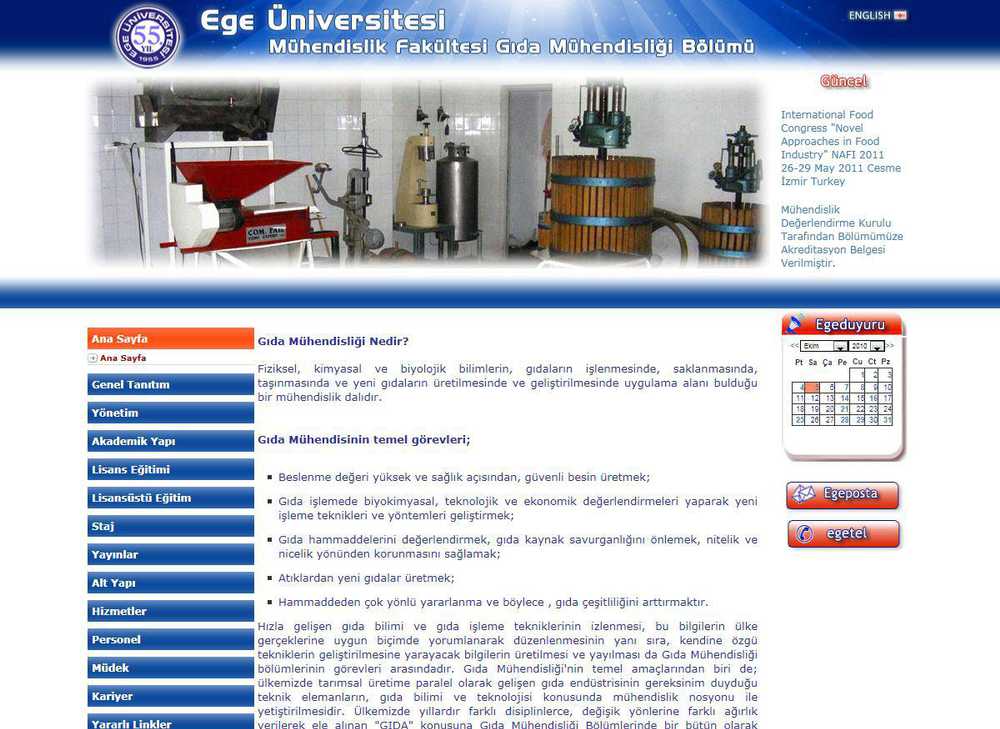 Ege Üniversitesi
Mühendislik Fakültesi Gıda Mühendisliği Bölümü
ENGLISH
EGE ÜNİVERSİTESİ
55.
YIL
1955
COM. FAR
Güncel
International Food
Congress "Novel
Approaches in Food
Industry" NAFI 2011
26-29 May 2011 Cesme
İzmir Turkey
Mühendislik
Değerlendirme Kurulu
Tarafından Bölümümüze
Akreditasyon Belgesi
Verilmiştir.
Ana Sayfa
Ana Sayfa
Genel Tanıtım
Yönetim
Akademik Yapı
Lisans Eğitimi
Lisansüstü Eğitim
Staj
Yayınlar
Alt Yapı
Hizmetler
Personel
Müdek
Kariyer
Yararlı Linkler
Gıda Mühendisliği Nedir?
Fiziksel, kimyasal ve biyolojik bilimlerin, gıdaların işlenmesinde, saklanmasında,
taşınmasında ve yeni gıdaların üretilmesinde ve geliştirilmesinde uygulama alanı bulduğu
bir mühendislik dalıdır.
Gıda Mühendisinin temel görevleri;
Beslenme değeri yüksek ve sağlık açısından, güvenli besin üretmek;
Gıda işlemede biyokimyasal, teknolojik ve ekonomik değerlendirmeleri yaparak yeni
işleme teknikleri ve yöntemleri geliştirmek;
Gıda hammaddelerini değerlendirmek, gıda kaynak savurganlığını önlemek, nitelik ve
nicelik yönünden korunmasını sağlamak;
Atıklardan yeni gıdalar üretmek;
Hammaddeden çok yönlü yararlanma ve böylece , gıda çeşitliliğini arttırmaktır.
Hızla gelişen gıda bilimi ve gıda işleme tekniklerinin izlenmesi, bu bilgilerin ülke
gerçeklerine uygun biçimde yorumlanarak düzenlenmesinin yanı sıra, kendine özgü
tekniklerin geliştirilmesine yarayacak bilgilerin üretilmesi ve yayılması da Gıda Mühendisliği
bölümlerinin görevleri arasındadır. Gıda Mühendisliği'nin temel amaçlarından biri de;
ülkemizde tarımsal üretime paralel olarak gelişen gıda endüstrisinin gereksinim duyduğu
teknik elemanların, gıda bilimi ve teknolojisi konusunda mühendislik nosyonu ile
yetiştirilmesidir. Ülkemizde yıllardır farklı disiplinlerce, değişik yönlerine farklı ağırlık
verilerek ele alınan "GIDA" konusuna Gıda Mühendisliği Bölümlerinde bir bütün olarak
Egeduyuru
<< Ekim 2010 >>
Pt Sa Ça Pe Cu Ct Pz
1 2 3
4 5 6 7 8 9 10
11 12 13 14 15 16 17
18 19 20 21 22 23 24
25 26 27 28 29 30 31
Egeposta
egetel